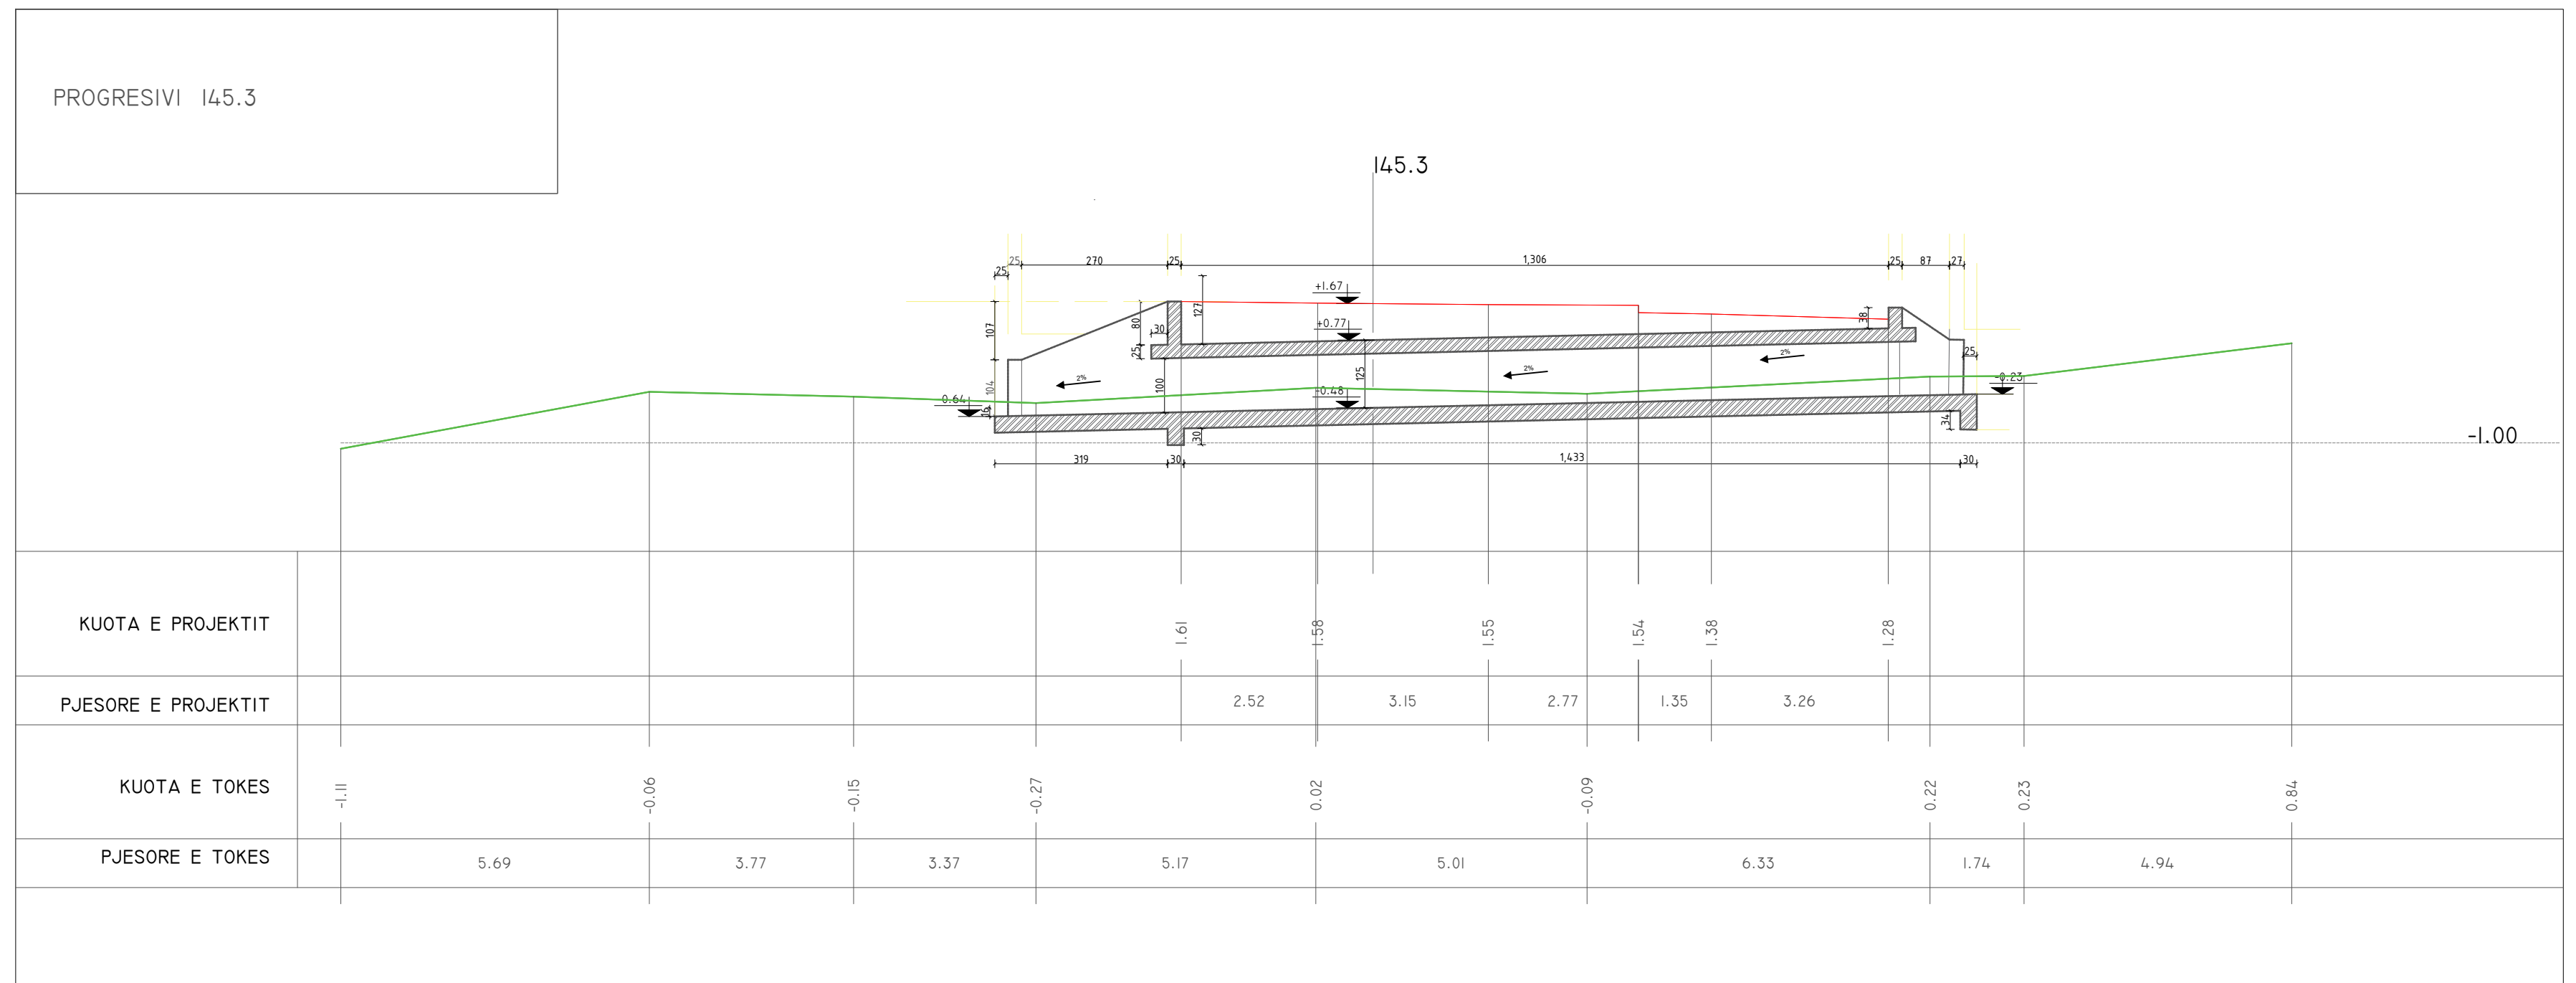 PROGRESIVI 145.3
145.3
25 25 270 25 1,306 25 87 27
+1.67
107 80 127 38
30 +0.77
25 25
2% 2% 2%
104 100 125
-0.23
-0.64 16 -0.48 34
30
-1.00
319 30 1,433 30
KUOTA E PROJEKTIT 1.61 1.58 1.55 1.54 1.38 1.28
PJESORE E PROJEKTIT 2.52 3.15 2.77 1.35 3.26
KUOTA E TOKES -1.11 -0.06 -0.15 -0.27 0.02 -0.09 0.22 0.23 0.84
PJESORE E TOKES 5.69 3.77 3.37 5.17 5.01 6.33 1.74 4.94